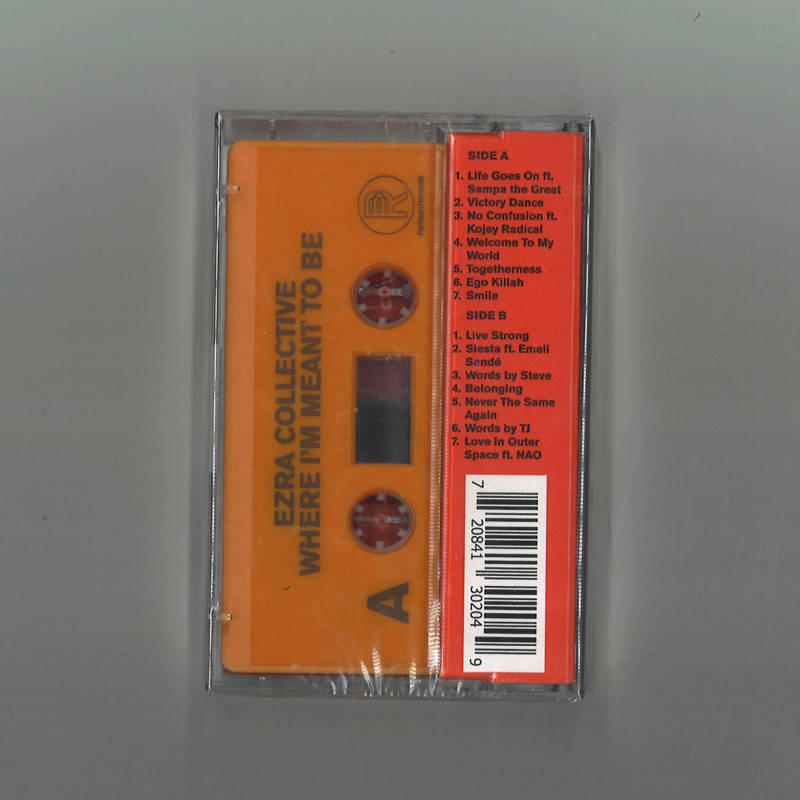 EZRA COLLECTIVE
WHERE I'M MEANT TO BE
A
R
Partisan Records
SIDE A
1. Life Goes On ft.
Sampa the Great
2. Victory Dance
3. No Confusion ft.
Kojey Radical
4. Welcome To My
World
5. Togetherness
6. Ego Killah
7. Smile
SIDE B
1. Live Strong
2. Siesta ft. Emeli
Sandé
3. Words by Steve
4. Belonging
5. Never The Same
Again
6. Words by TJ
7. Love In Outer
Space ft. NAO
7 20841 30204 9